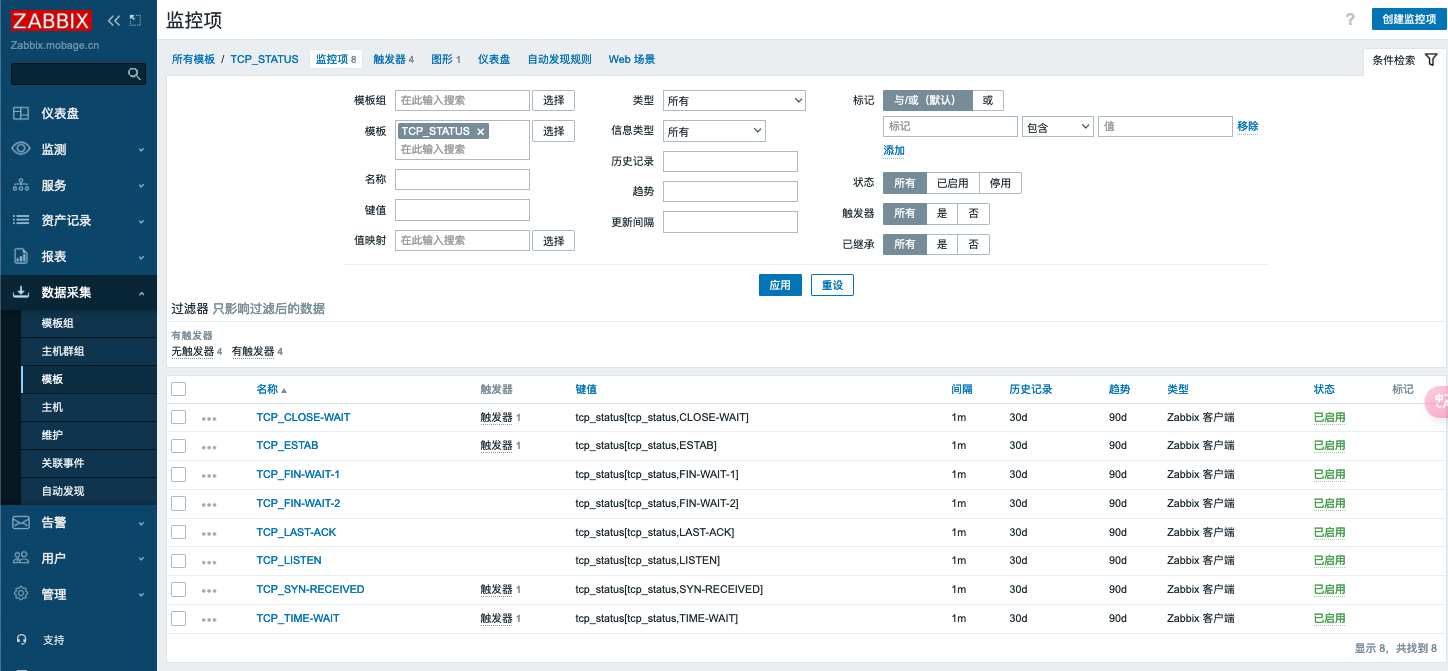 ZABBIX
Zabbix.mobage.cn
仪表盘
监测
服务
资产记录
报表
数据采集
模板组
主机群组
模板
主机
维护
关联事件
自动发现
告警
用户
管理
支持
监控项
? 创建监控项
所有模板 / TCP_STATUS 监控项 8 触发器 4 图形 1 仪表盘 自动发现规则 Web 场景
条件检索
模板组 在此输入搜索 选择
模板 TCP_STATUS × 选择
在此输入搜索
名称
键值
值映射 在此输入搜索 选择
类型 所有
信息类型 所有
历史记录
趋势
更新间隔
标记 与/或（默认） 或
标记 包含 值 移除
添加
状态 所有 已启用 停用
触发器 所有 是 否
已继承 所有 是 否
应用 重设
过滤器 只影响过滤后的数据
有触发器
无触发器 4 有触发器 4
名称 触发器 键值 间隔 历史记录 趋势 类型 状态 标记
TCP_CLOSE-WAIT 触发器 1 tcp_status[tcp_status,CLOSE-WAIT] 1m 30d 90d Zabbix 客户端 已启用
TCP_ESTAB 触发器 1 tcp_status[tcp_status,ESTAB] 1m 30d 90d Zabbix 客户端 已启用
TCP_FIN-WAIT-1 tcp_status[tcp_status,FIN-WAIT-1] 1m 30d 90d Zabbix 客户端 已启用
TCP_FIN-WAIT-2 tcp_status[tcp_status,FIN-WAIT-2] 1m 30d 90d Zabbix 客户端 已启用
TCP_LAST-ACK tcp_status[tcp_status,LAST-ACK] 1m 30d 90d Zabbix 客户端 已启用
TCP_LISTEN tcp_status[tcp_status,LISTEN] 1m 30d 90d Zabbix 客户端 已启用
TCP_SYN-RECEIVED 触发器 1 tcp_status[tcp_status,SYN-RECEIVED] 1m 30d 90d Zabbix 客户端 已启用
TCP_TIME-WAIT 触发器 1 tcp_status[tcp_status,TIME-WAIT] 1m 30d 90d Zabbix 客户端 已启用
显示 8，共找到 8